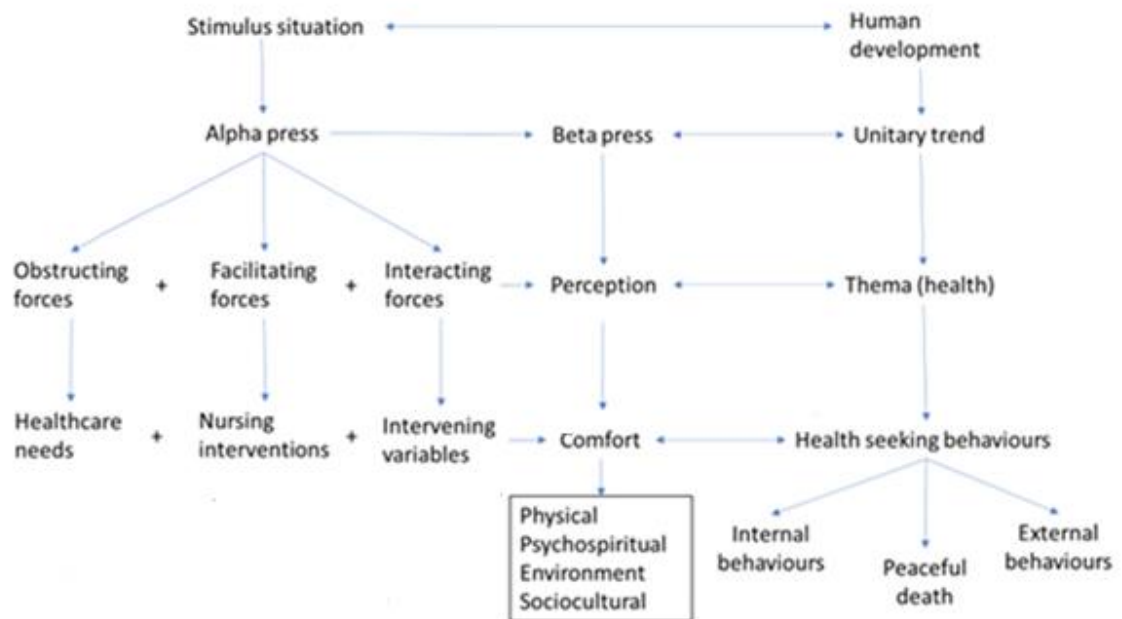 Stimulus situation
Human
development
Alpha press
Beta press
Unitary trend
Obstructing
forces
+
Facilitating
forces
+
Interacting
forces
Perception
Thema (health)
Healthcare
needs
+
Nursing
interventions
+
Intervening
variables
Comfort
Health seeking behaviours
Physical
Psychospiritual
Environment
Sociocultural
Internal
behaviours
Peaceful
death
External
behaviours